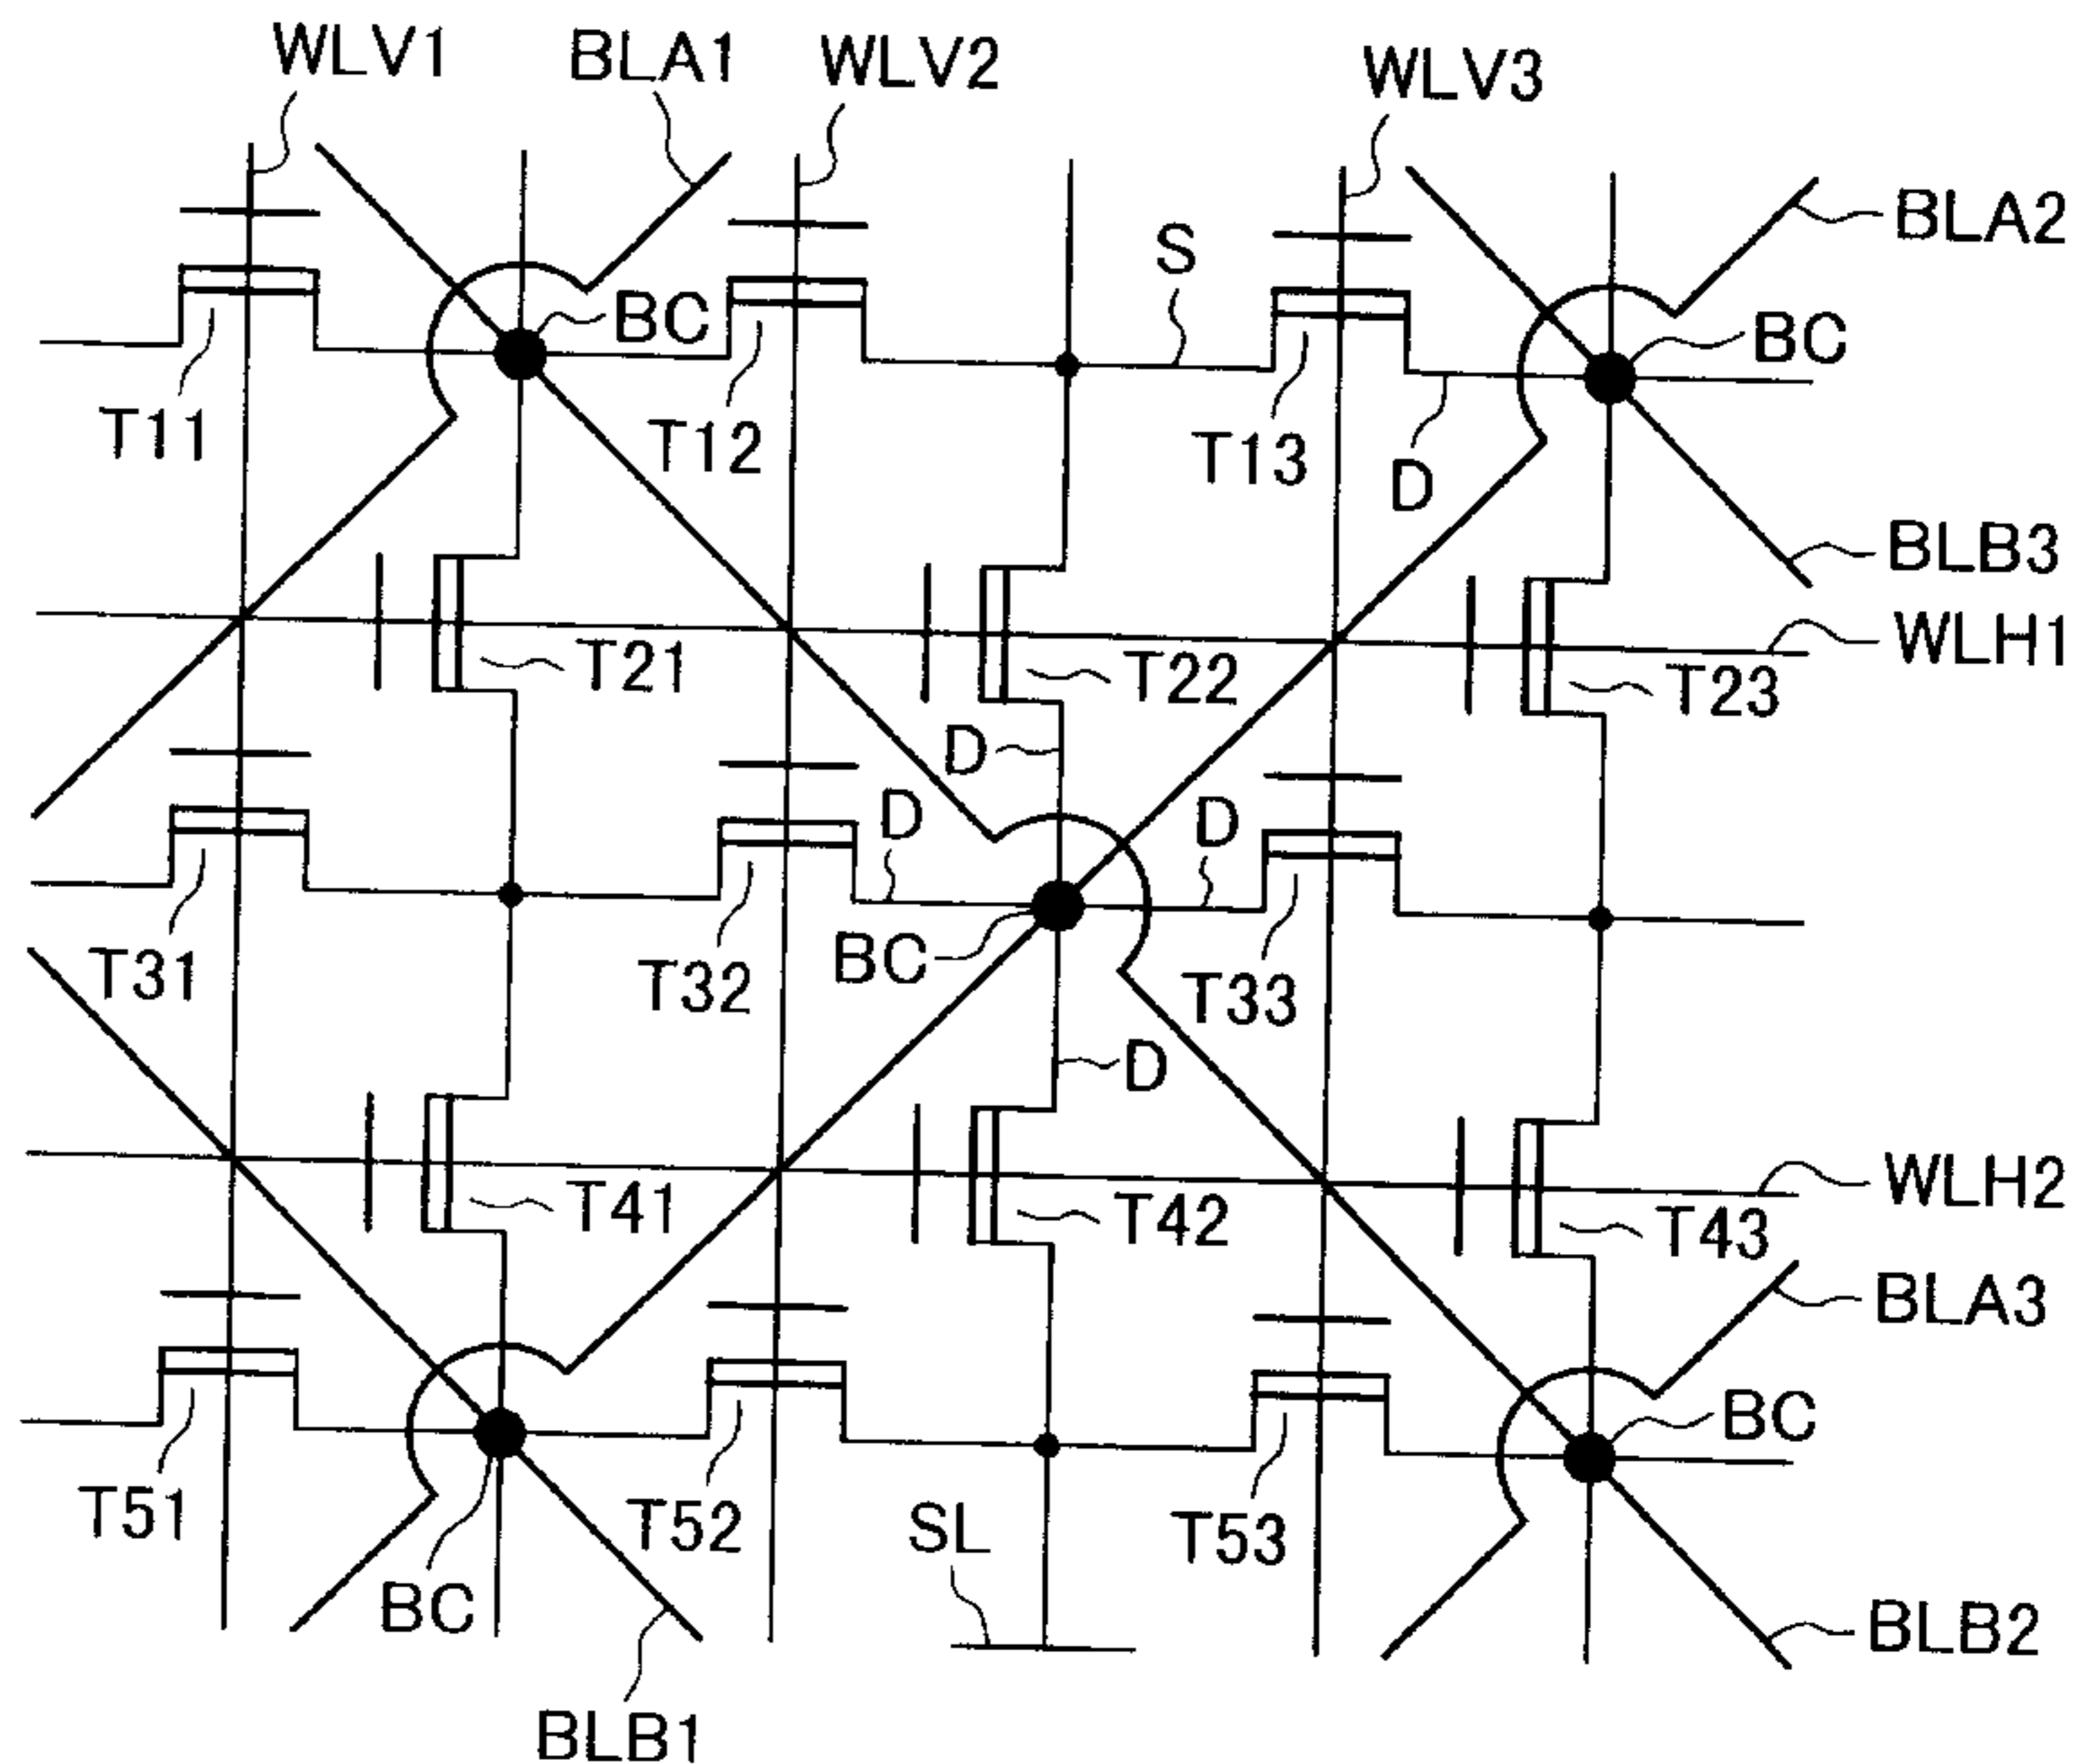 WLV1 BLA1 WLV2 WLV3
BLA2
S
BC BC
T11 T12 T13 D
BLB3
WLH1
T21 T22 T23
D
D D
T31 T32 BC T33
D
WLH2
T41 T42 T43
BLA3
BC
T51 T52 SL T53
BC
BLB2
BLB1